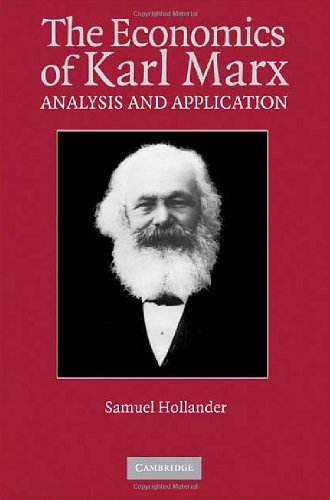 The Economics
of Karl Marx
ANALYSIS AND APPLICATION
Samuel Hollander
CAMBRIDGE